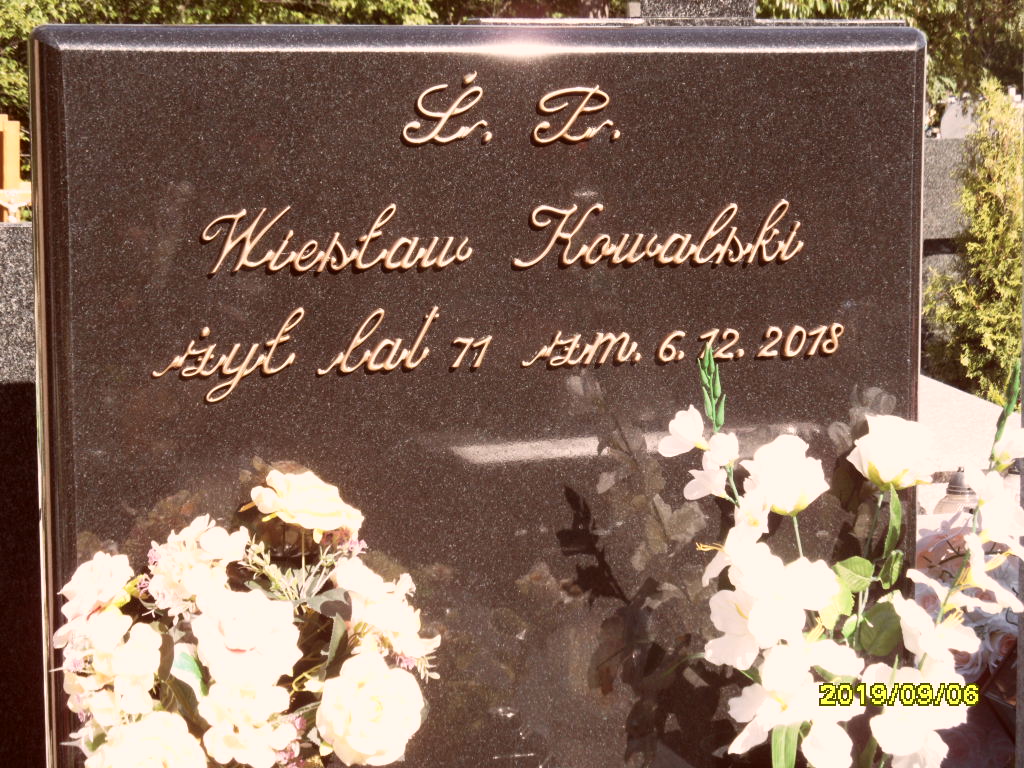 Ś. P.
Wiesław Kowalski
żył lat 71 zm. 6.12.2018
2019/09/06